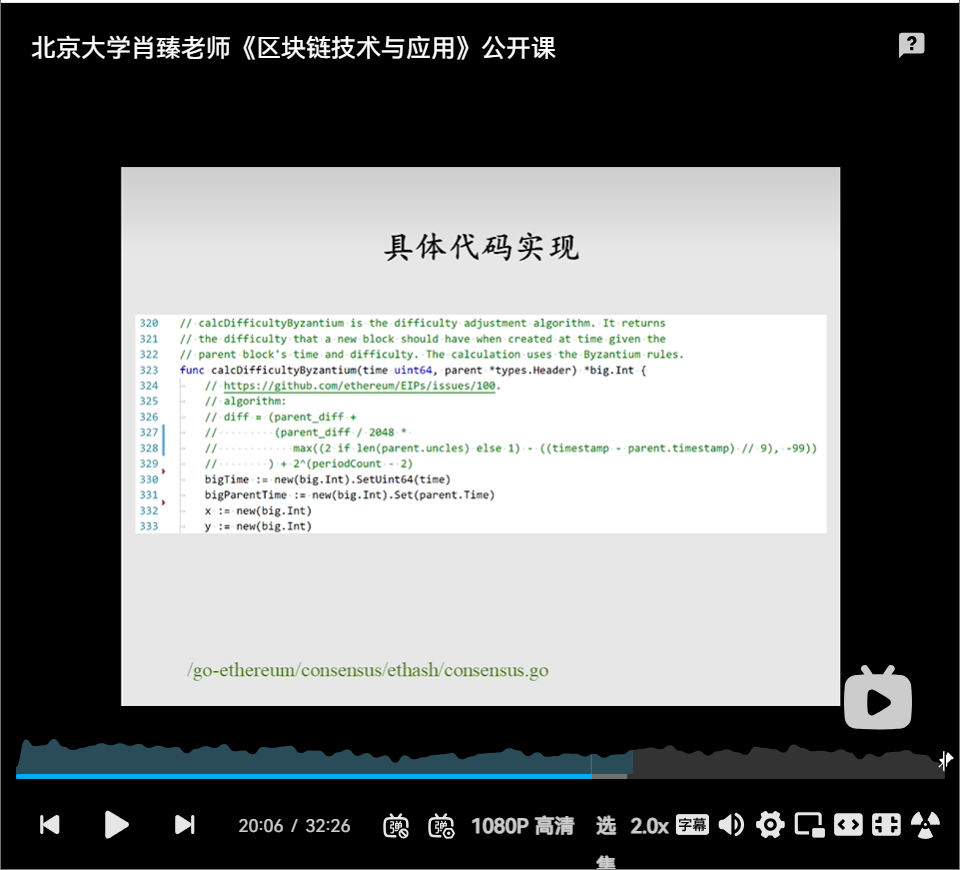 北京大学肖臻老师《区块链技术与应用》公开课
具体代码实现
320 // calcDifficultyByzantium is the difficulty adjustment algorithm. It returns
321 // the difficulty that a new block should have when created at time given the
322 // parent block's time and difficulty. The calculation uses the Byzantium rules.
323 func calcDifficultyByzantium(time uint64, parent *types.Header) *big.Int {
324 // https://github.com/ethereum/EIPs/issues/100.
325 // algorithm:
326 // diff = (parent_diff +
327 // (parent_diff / 2048 *
328 // max((2 if len(parent.uncles) else 1) - ((timestamp - parent.timestamp) // 9), -99))
329 // ) + 2^(periodCount - 2)
330 bigTime := new(big.Int).SetUint64(time)
331 bigParentTime := new(big.Int).Set(parent.Time)
332 x := new(big.Int)
333 y := new(big.Int)
/go-ethereum/consensus/ethash/consensus.go
20:06 / 32:26 弹 弹 1080P 高清 选集 2.0x 字幕